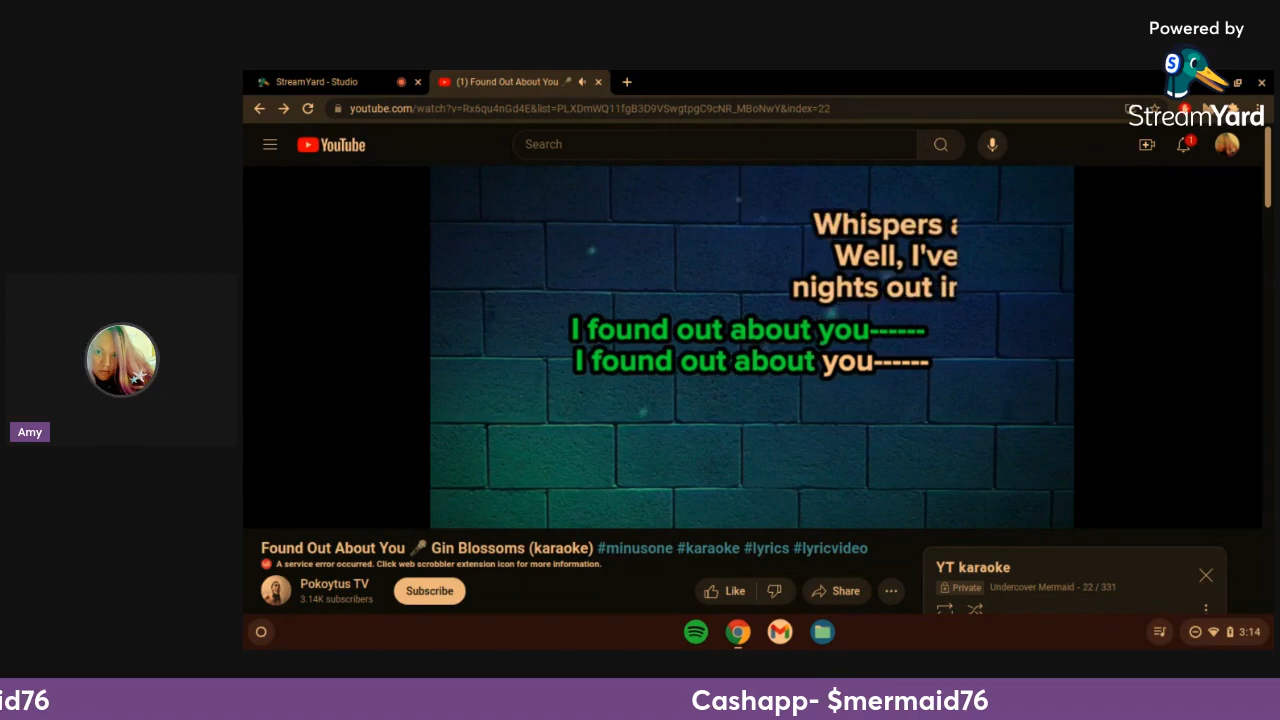 Powered by
StreamYard
StreamYard - Studio
(1) Found Out About You
youtube.com/watch?v=Rx6qu4nGd4E&list=PLXDmWQ11fgB3D9VSwgtpgC9cNR_MBoNwY&index=22
YouTube
Search
1
Whispers a
Well, I've
nights out in
I found out about you------
I found out about you------
Found Out About You 🎤 Gin Blossoms (karaoke) #minusone #karaoke #lyrics #lyricvideo
A service error occurred. Click web scrobbler extension icon for more information.
Pokoytus TV
3.14K subscribers
Subscribe
Like
Share
YT karaoke
Private Undercover Mermaid - 22 / 331
Amy
3:14
id76
Cashapp- $mermaid76